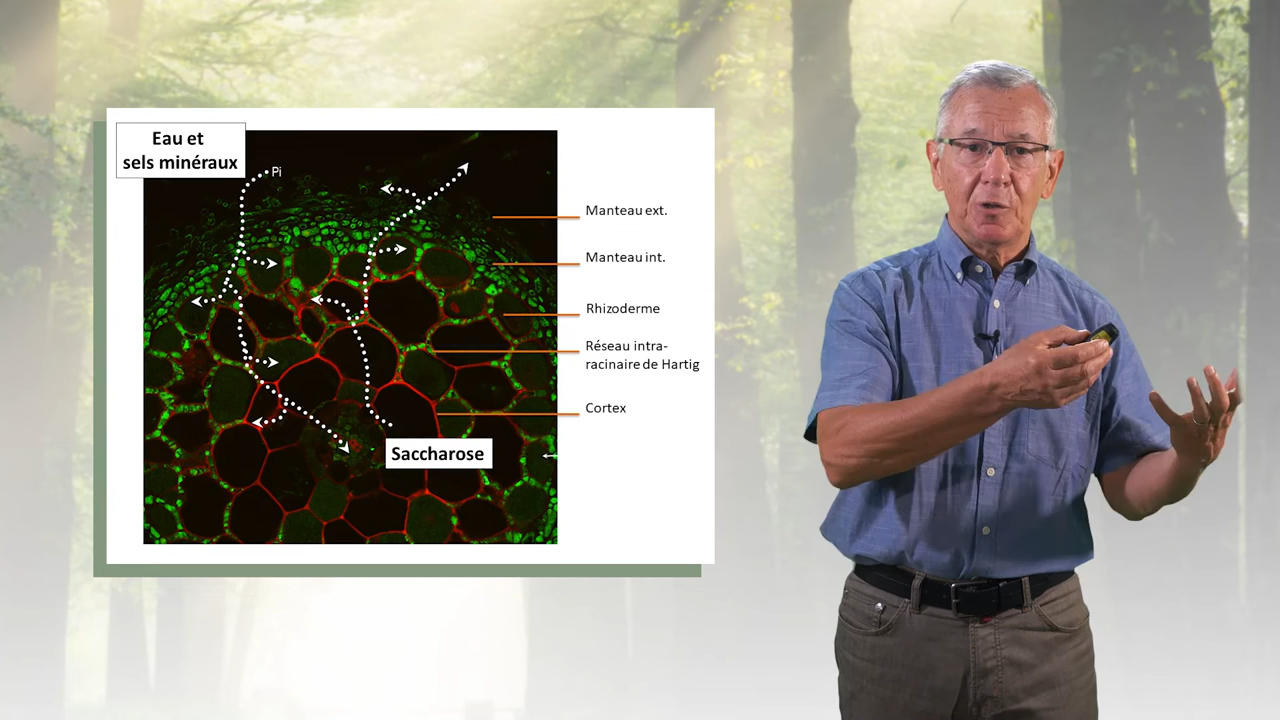 Eau et
sels minéraux
Pi
Manteau ext.
Manteau int.
Rhizoderme
Réseau intra-
racinaire de Hartig
Cortex
Saccharose